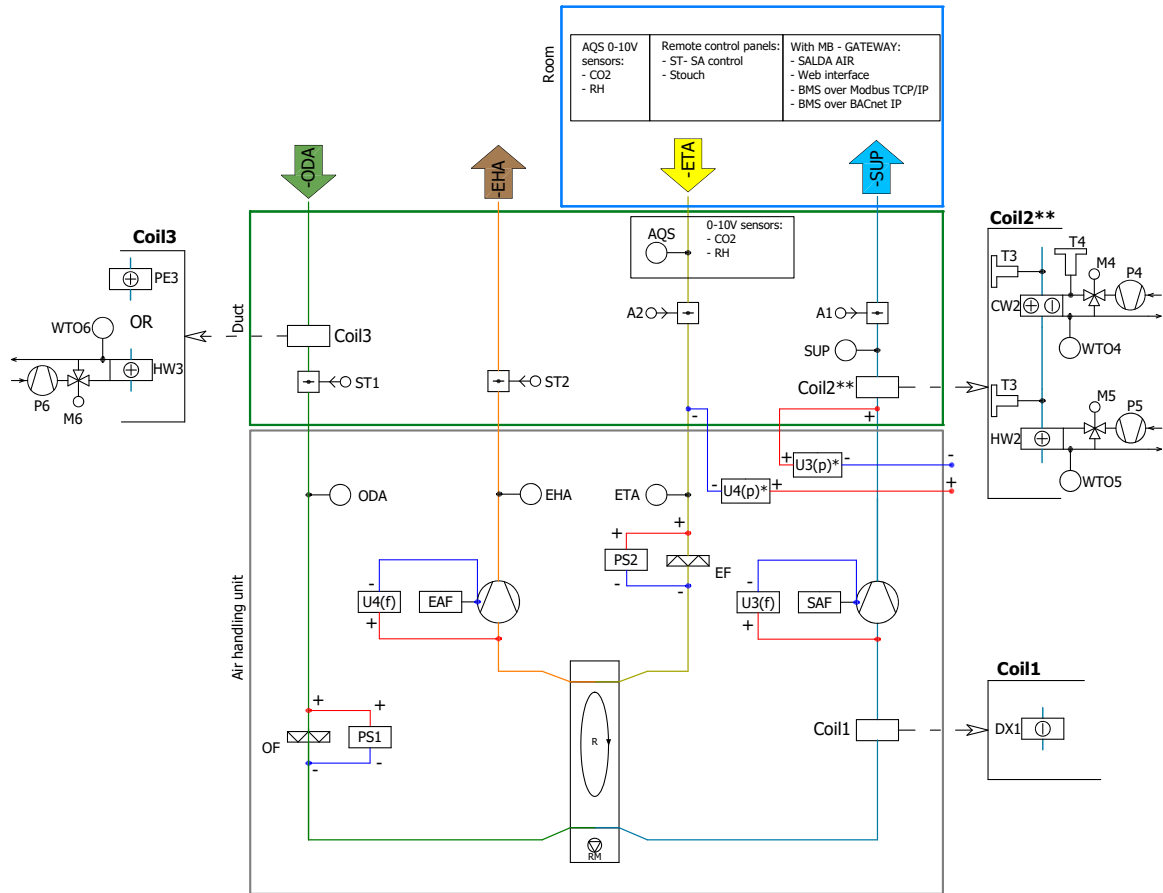 Room
AQS 0-10V
sensors:
- CO2
- RH
Remote control panels:
- ST- SA control
- Stouch
With MB - GATEWAY:
- SALDA AIR
- Web interface
- BMS over Modbus TCP/IP
- BMS over BACnet IP
-ODA
-EHA
-ETA
-SUP
Duct
AQS
0-10V sensors:
- CO2
- RH
A2
A1
SUP
Coil3
Coil2**
ST1
ST2
+
-
Coil3
PE3
OR
WTO6
HW3
P6
M6
Coil2**
T3
T4
M4
P4
CW2
WTO4
T3
M5
P5
HW2
WTO5
+ U3(p)* - -
- U4(p)* + +
Air handling unit
ODA
EHA
ETA
+
+
PS2
EF
-
-
-
U4(f)
EAF
+
-
U3(f)
SAF
+
+
+
OF
PS1
-
-
R
RM
Coil1
Coil1
DX1